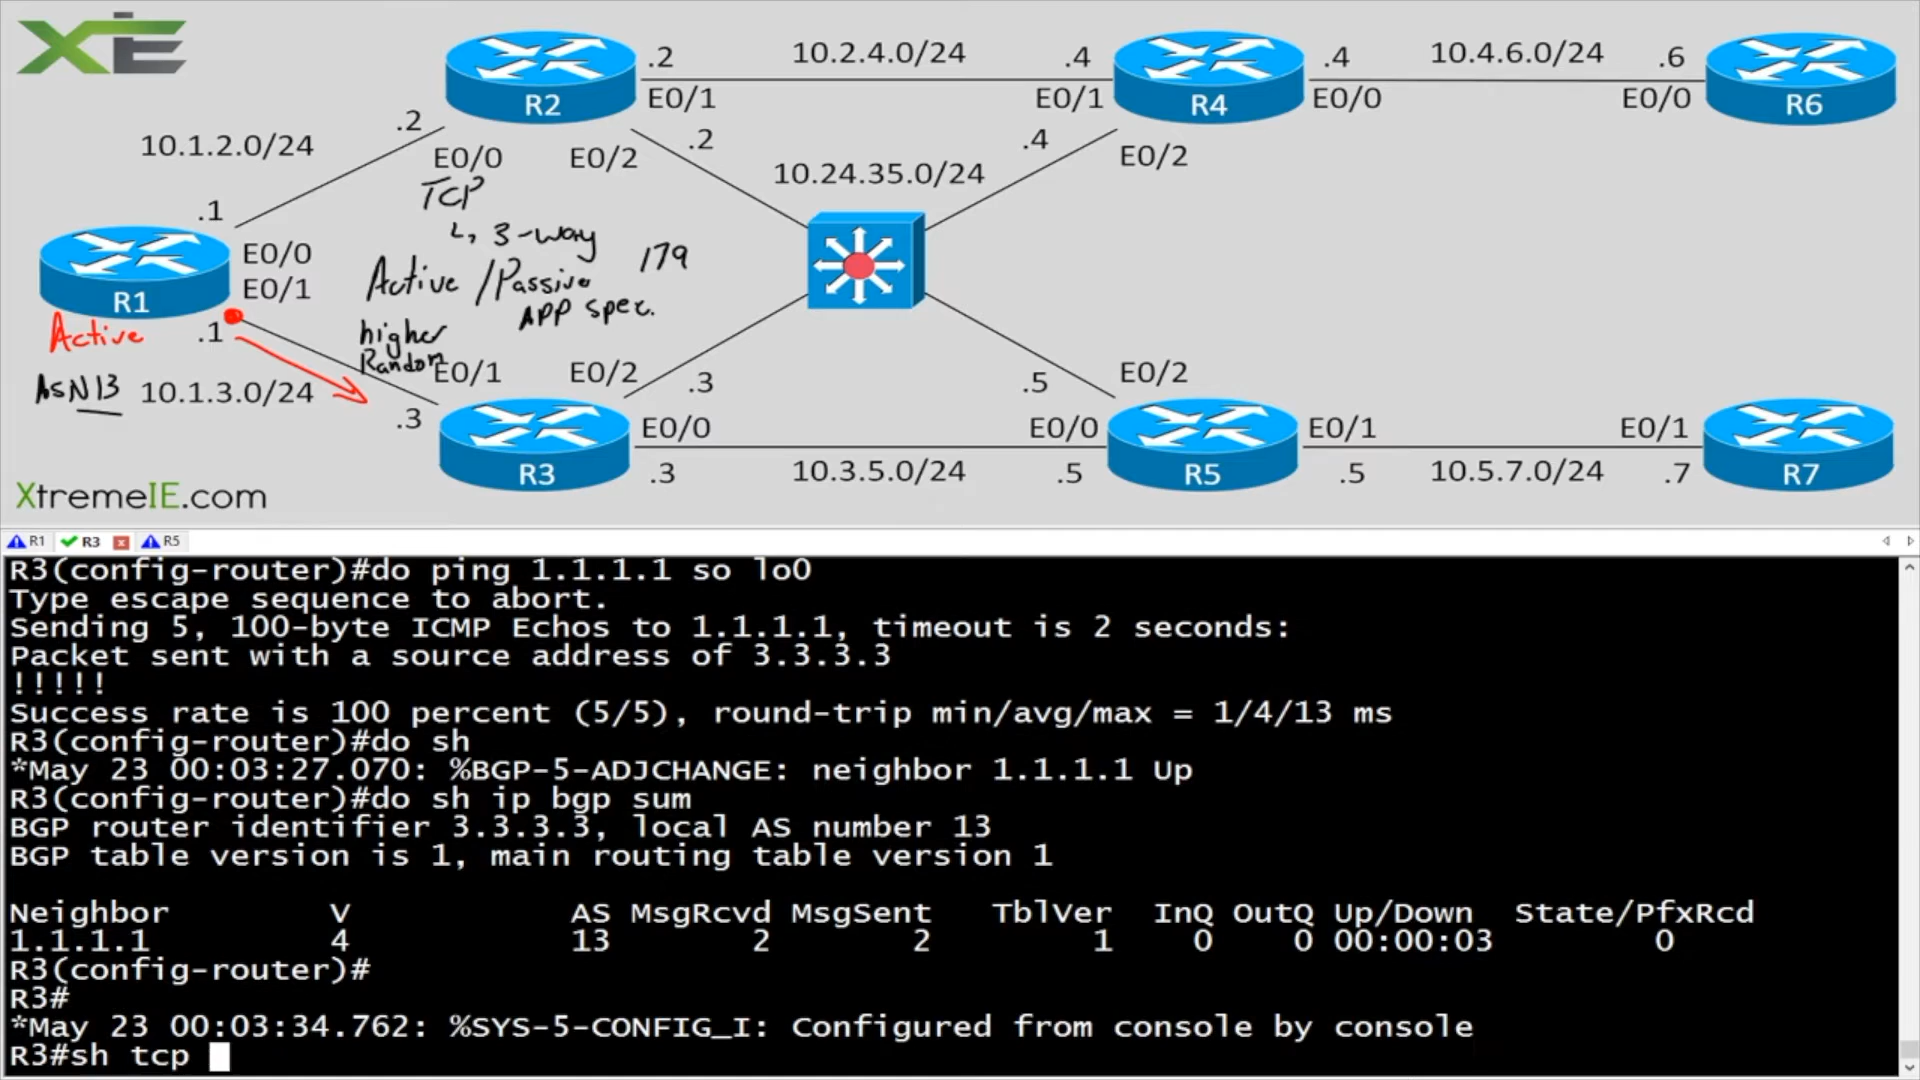 XIE
R2
.2
10.2.4.0/24
.4
R4
.4
10.4.6.0/24
.6
R6
E0/1
E0/1
E0/0
E0/0
10.1.2.0/24
.2
E0/0
E0/2
.2
.4
E0/2
10.24.35.0/24
TCP
3-way
179
Active /Passive
APP spec.
higher
Random
.1
E0/0
E0/1
R1
Active
.1
ASN 13
10.1.3.0/24
.3
E0/1
E0/2
.3
.5
E0/2
R3
E0/0
E0/0
R5
E0/1
E0/1
R7
.3
10.3.5.0/24
.5
.5
10.5.7.0/24
.7
XtremeIE.com
R1 R3 R5
R3(config-router)#do ping 1.1.1.1 so lo0
Type escape sequence to abort.
Sending 5, 100-byte ICMP Echos to 1.1.1.1, timeout is 2 seconds:
Packet sent with a source address of 3.3.3.3
!!!!!
Success rate is 100 percent (5/5), round-trip min/avg/max = 1/4/13 ms
R3(config-router)#do sh
*May 23 00:03:27.070: %BGP-5-ADJCHANGE: neighbor 1.1.1.1 Up
R3(config-router)#do sh ip bgp sum
BGP router identifier 3.3.3.3, local AS number 13
BGP table version is 1, main routing table version 1
Neighbor V AS MsgRcvd MsgSent TblVer InQ OutQ Up/Down State/PfxRcd
1.1.1.1 4 13 2 2 1 0 0 00:00:03 0
R3(config-router)#
R3#
*May 23 00:03:34.762: %SYS-5-CONFIG_I: Configured from console by console
R3#sh tcp